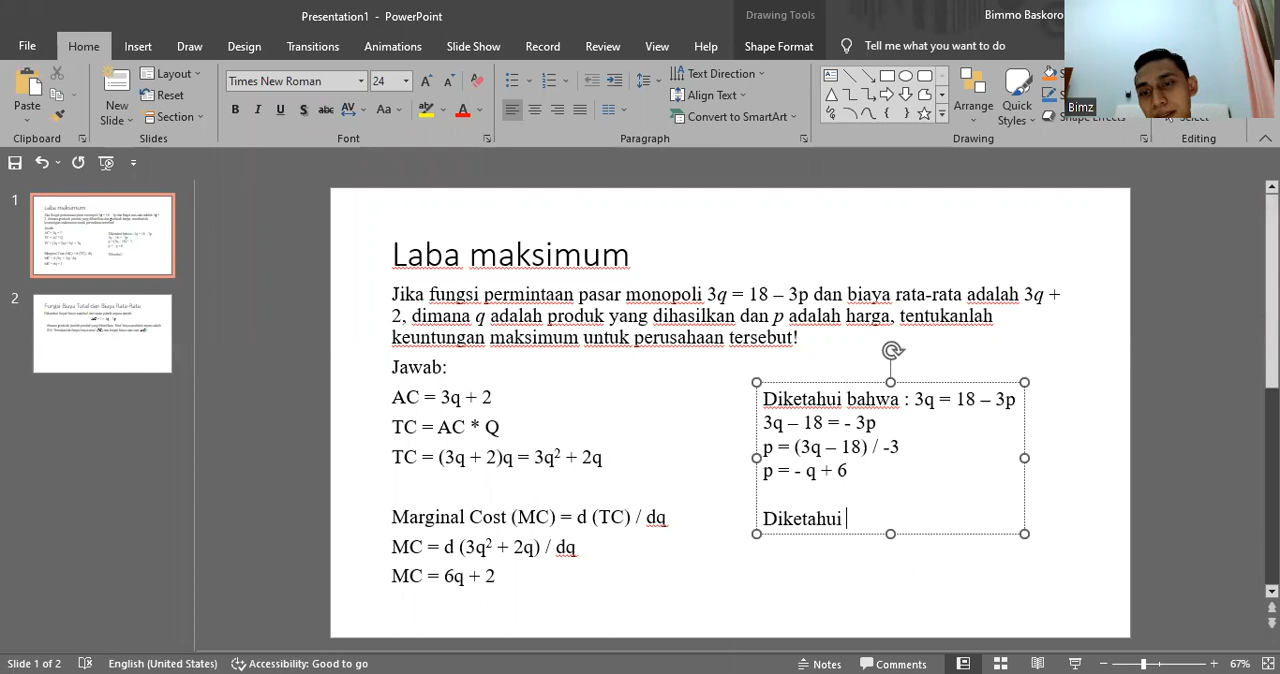 Presentation1 - PowerPoint
Drawing Tools
Bimmo Baskoro
File Home Insert Draw Design Transitions Animations Slide Show Record Review View Help Shape Format Tell me what you want to do
Paste
New
Slide
Layout
Reset
Section
Times New Roman
24
B I U S abc AV Aa
Text Direction
Align Text
Convert to SmartArt
Arrange
Quick
Styles
Bimz
Clipboard
Slides
Font
Paragraph
Drawing
Editing
1
2
Laba maksimum
Jika fungsi permintaan pasar monopoli 3q = 18 – 3p dan biaya rata-rata adalah 3q +
2, dimana q adalah produk yang dihasilkan dan p adalah harga, tentukanlah
keuntungan maksimum untuk perusahaan tersebut!
Jawab:
AC = 3q + 2
TC = AC * Q
TC = (3q + 2)q = 3q² + 2q
Marginal Cost (MC) = d (TC) / dq
MC = d (3q² + 2q) / dq
MC = 6q + 2
Diketahui bahwa : 3q = 18 – 3p
3q – 18 = - 3p
p = (3q – 18) / -3
p = - q + 6
Diketahui
Slide 1 of 2
English (United States)
Accessibility: Good to go
Notes
Comments
67%